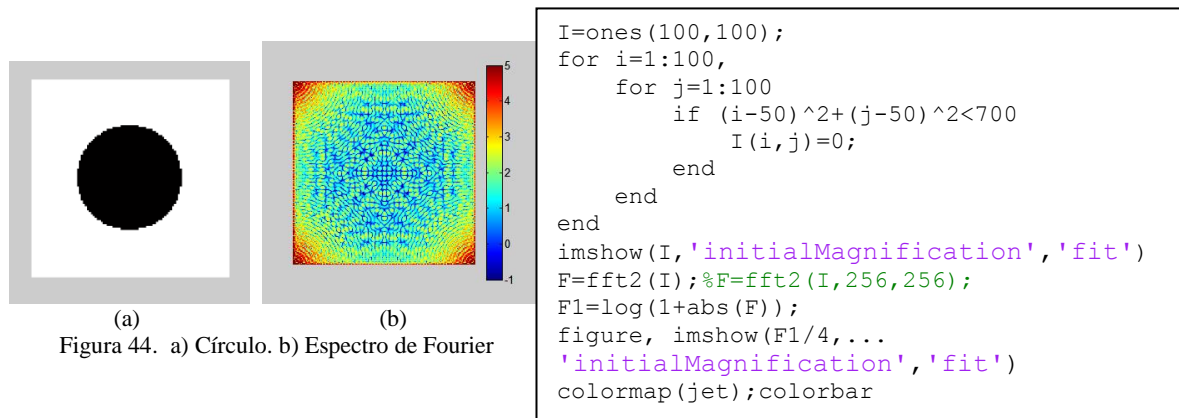 5
4
3
2
1
0
-1
(a) (b)
Figura 44. a) Círculo. b) Espectro de Fourier
I=ones(100,100);
for i=1:100,
    for j=1:100
        if (i-50)^2+(j-50)^2<700
            I(i,j)=0;
        end
    end
end
imshow(I,'initialMagnification','fit')
F=fft2(I);%F=fft2(I,256,256);
F1=log(1+abs(F));
figure, imshow(F1/4,...
'initialMagnification','fit')
colormap(jet);colorbar